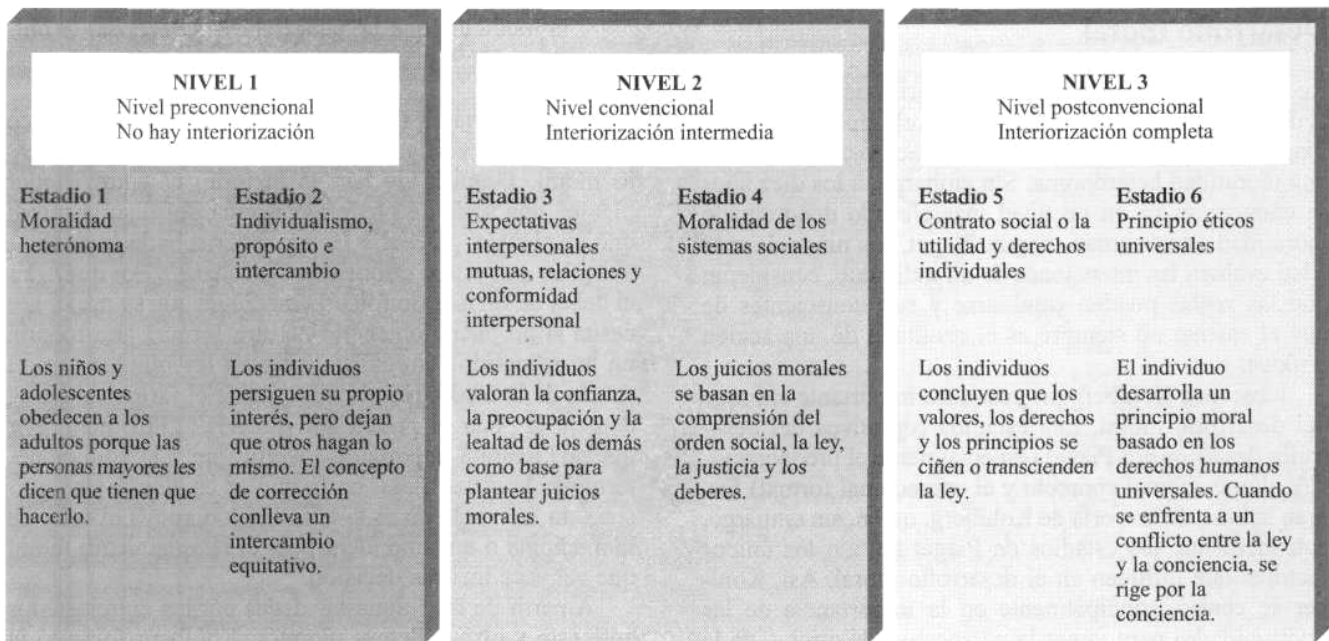 NIVEL 1
Nivel preconvencional
No hay interiorización
Estadio 1
Moralidad
heterónoma
Los niños y
adolescentes
obedecen a los
adultos porque las
personas mayores les
dicen que tienen que
hacerlo.
Estadio 2
Individualismo,
propósito e
intercambio
Los individuos
persiguen su propio
interés, pero dejan
que otros hagan lo
mismo. El concepto
de corrección
conlleva un
intercambio
equitativo.
NIVEL 2
Nivel convencional
Interiorización intermedia
Estadio 3
Expectativas
interpersonales
mutuas, relaciones y
conformidad
interpersonal
Los individuos
valoran la confianza,
la preocupación y la
lealtad de los demás
como base para
plantear juicios
morales.
Estadio 4
Moralidad de los
sistemas sociales
Los juicios morales
se basan en la
comprensión del
orden social, la ley,
la justicia y los
deberes.
NIVEL 3
Nivel postconvencional
Interiorización completa
Estadio 5
Contrato social o la
utilidad y derechos
individuales
Los individuos
concluyen que los
valores, los derechos
y los principios se
ciñen o transcienden
la ley.
Estadio 6
Principio éticos
universales
El individuo
desarrolla un
principio moral
basado en los
derechos humanos
universales. Cuando
se enfrenta a un
conflicto entre la ley
y la conciencia, se
rige por la
conciencia.